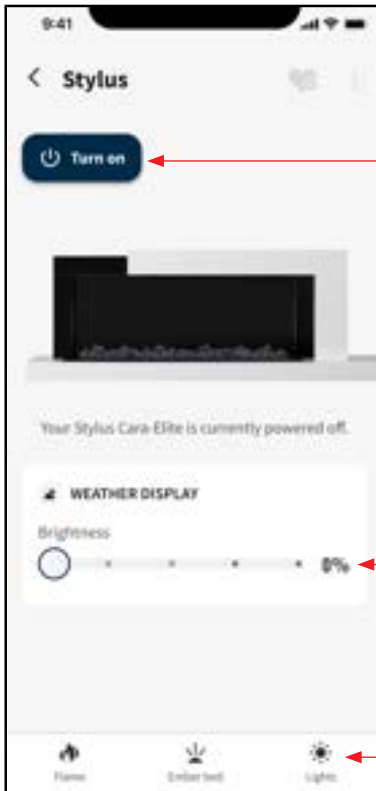 9:41
Stylus
Turn on
Your Stylus Cara Elite is currently powered off.
WEATHER DISPLAY
Brightness
0%
Flame
Ember bed
Lights